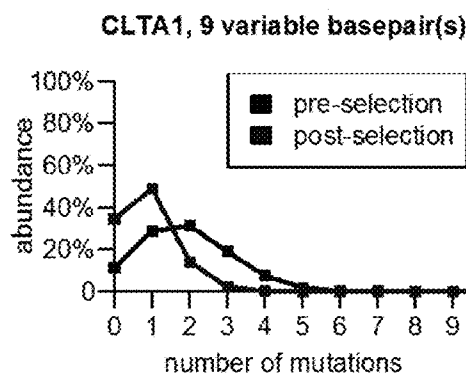 CLTA1, 9 variable basepair(s)
100%
80%
60%
40%
20%
0
abundance
pre-selection
post-selection
0 1 2 3 4 5 6 7 8 9
number of mutations